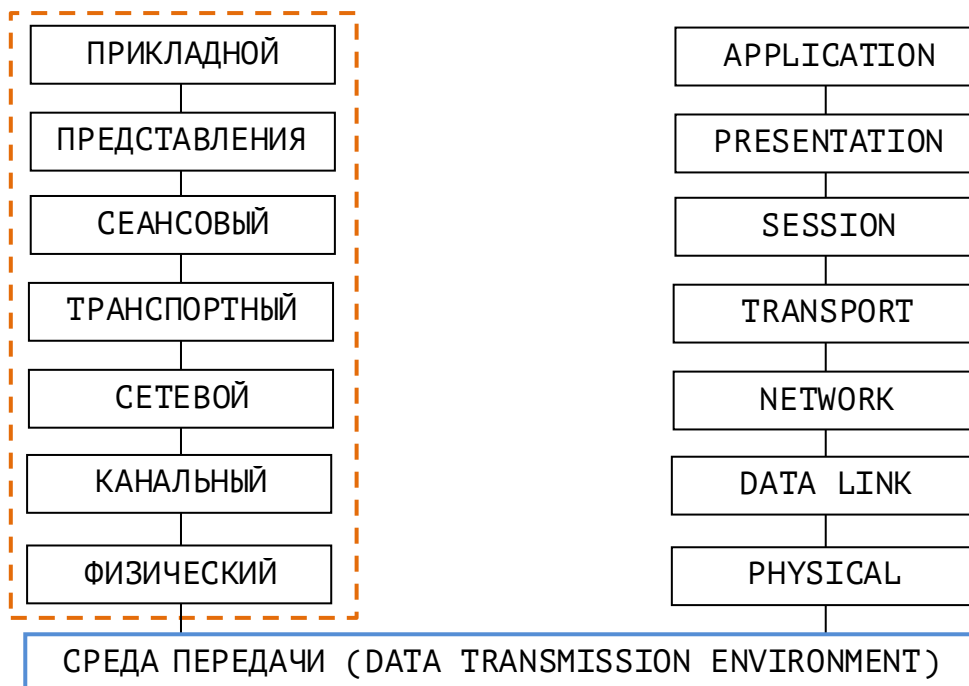 ПРИКЛАДНОЙ
ПРЕДСТАВЛЕНИЯ
СЕАНСОВЫЙ
ТРАНСПОРТНЫЙ
СЕТЕВОЙ
КАНАЛЬНЫЙ
ФИЗИЧЕСКИЙ
APPLICATION
PRESENTATION
SESSION
TRANSPORT
NETWORK
DATA LINK
PHYSICAL
СРЕДА ПЕРЕДАЧИ (DATA TRANSMISSION ENVIRONMENT)